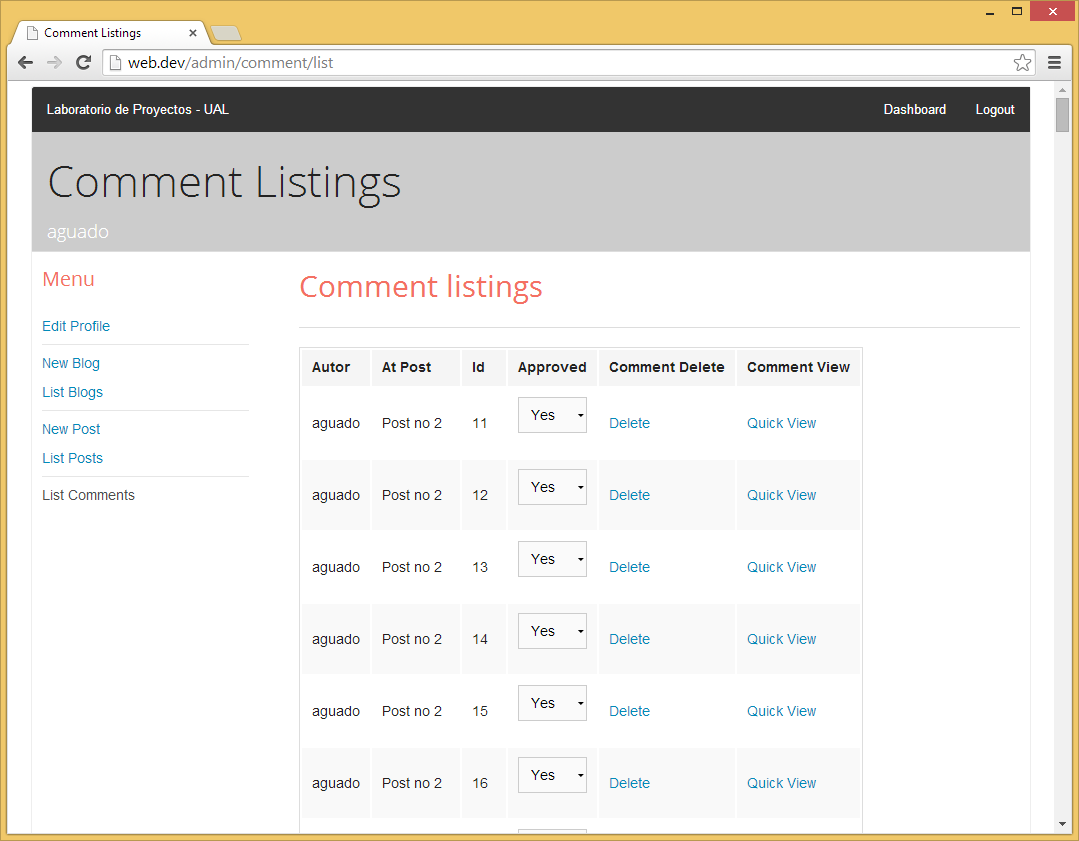 Comment Listings
web.dev/admin/comment/list
Laboratorio de Proyectos - UAL Dashboard Logout
Comment Listings
aguado
Menu
Edit Profile
New Blog
List Blogs
New Post
List Posts
List Comments
Comment listings
Autor At Post Id Approved Comment Delete Comment View
aguado Post no 2 11 Yes Delete Quick View
aguado Post no 2 12 Yes Delete Quick View
aguado Post no 2 13 Yes Delete Quick View
aguado Post no 2 14 Yes Delete Quick View
aguado Post no 2 15 Yes Delete Quick View
aguado Post no 2 16 Yes Delete Quick View